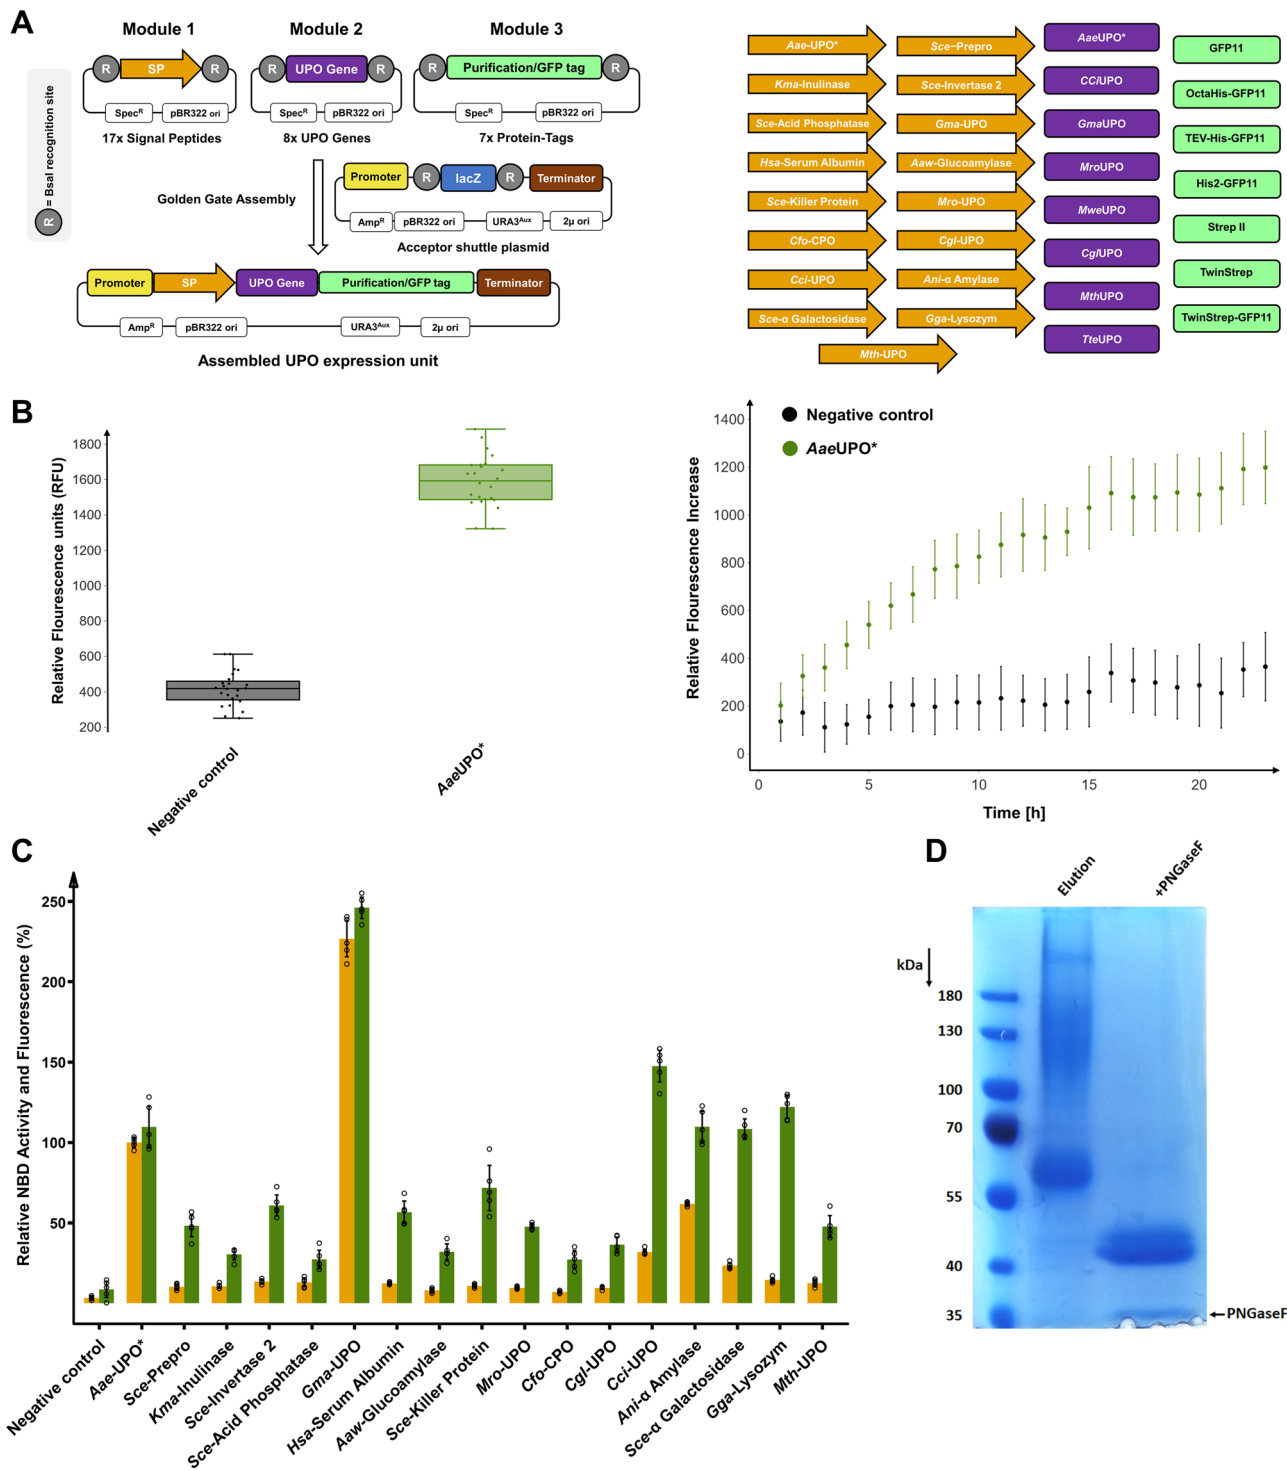 A
Module 1
Module 2
Module 3
R
SP
R
R
UPO Gene
R
R
Purification/GFP tag
R
SpecR
pBR322 ori
SpecR
pBR322 ori
SpecR
pBR322 ori
17x Signal Peptides
8x UPO Genes
7x Protein-Tags
R = BsaI recognition site
Golden Gate Assembly
Promoter
R
lacZ
R
Terminator
AmpR
pBR322 ori
URA3Aux
2µ ori
Acceptor shuttle plasmid
Promoter
SP
UPO Gene
Purification/GFP tag
Terminator
AmpR
pBR322 ori
URA3Aux
2µ ori
Assembled UPO expression unit
Aae-UPO*
Kma-Inulinase
Sce-Acid Phosphatase
Hsa-Serum Albumin
Sce-Killer Protein
Cfo-CPO
Cci-UPO
Sce-α Galactosidase
Mth-UPO
Sce–Prepro
Sce-Invertase 2
Gma-UPO
Aaw-Glucoamylase
Mro-UPO
Cgl-UPO
Ani-α Amylase
Gga-Lysozym
AaeUPO*
CCiUPO
GmaUPO
MroUPO
MweUPO
CglUPO
MthUPO
TteUPO
GFP11
OctaHis-GFP11
TEV-His-GFP11
His2-GFP11
Strep II
TwinStrep
TwinStrep-GFP11
B
Relative Flourescence units (RFU)
1800
1600
1400
1200
1000
800
600
400
200
Negative control
AaeUPO*
Relative Flourescence Increase
1400
1200
1000
800
600
400
200
0
Negative control
AaeUPO*
0
5
10
15
20
Time [h]
C
Relative NBD Activity and Fluorescence (%)
250
200
150
100
50
Negative control
Aae-UPO*
Sce-Prepro
Kma-Inulinase
Sce-Invertase 2
Sce-Acid Phosphatase
Gma-UPO
Hsa-Serum Albumin
Aaw-Glucoamylase
Sce-Killer Protein
Mro-UPO
Cfo-CPO
Cgl-UPO
Cci-UPO
Ani-α Amylase
Sce-α Galactosidase
Gga-Lysozym
Mth-UPO
D
Elution
+PNGaseF
kDa
180
130
100
70
55
40
35
PNGaseF